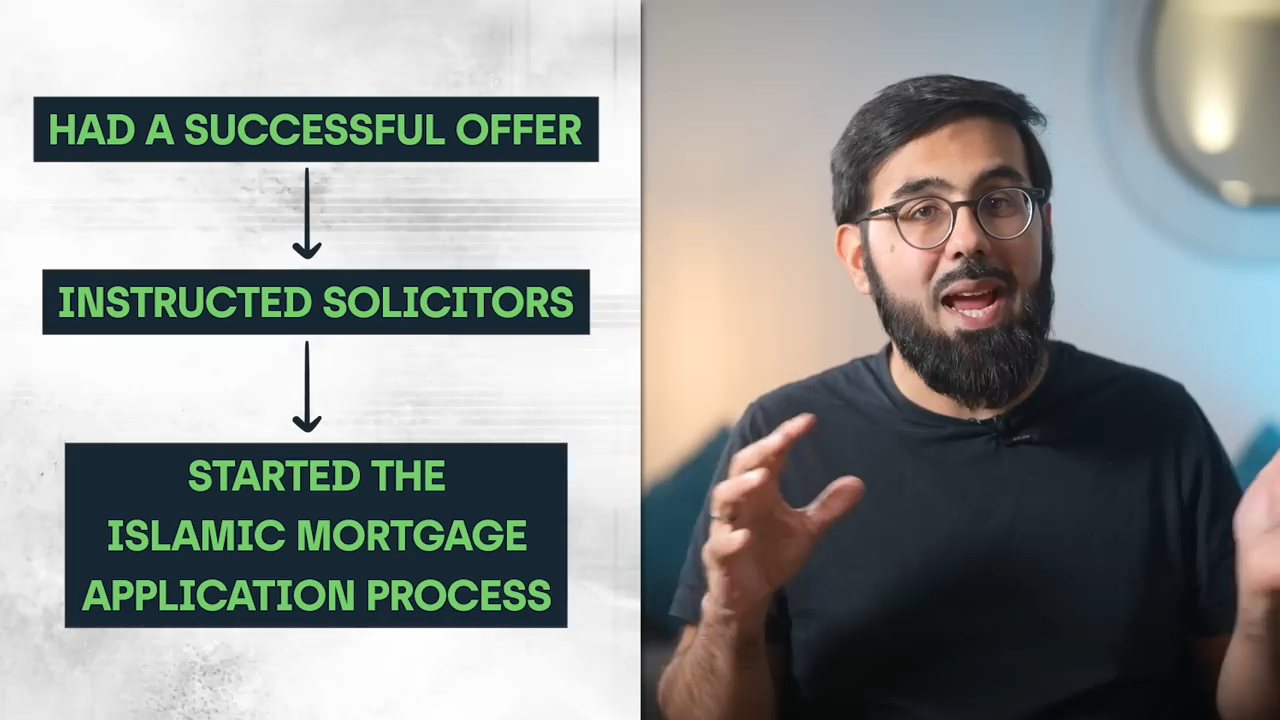 HAD A SUCCESSFUL OFFER
INSTRUCTED SOLICITORS
STARTED THE
ISLAMIC MORTGAGE
APPLICATION PROCESS